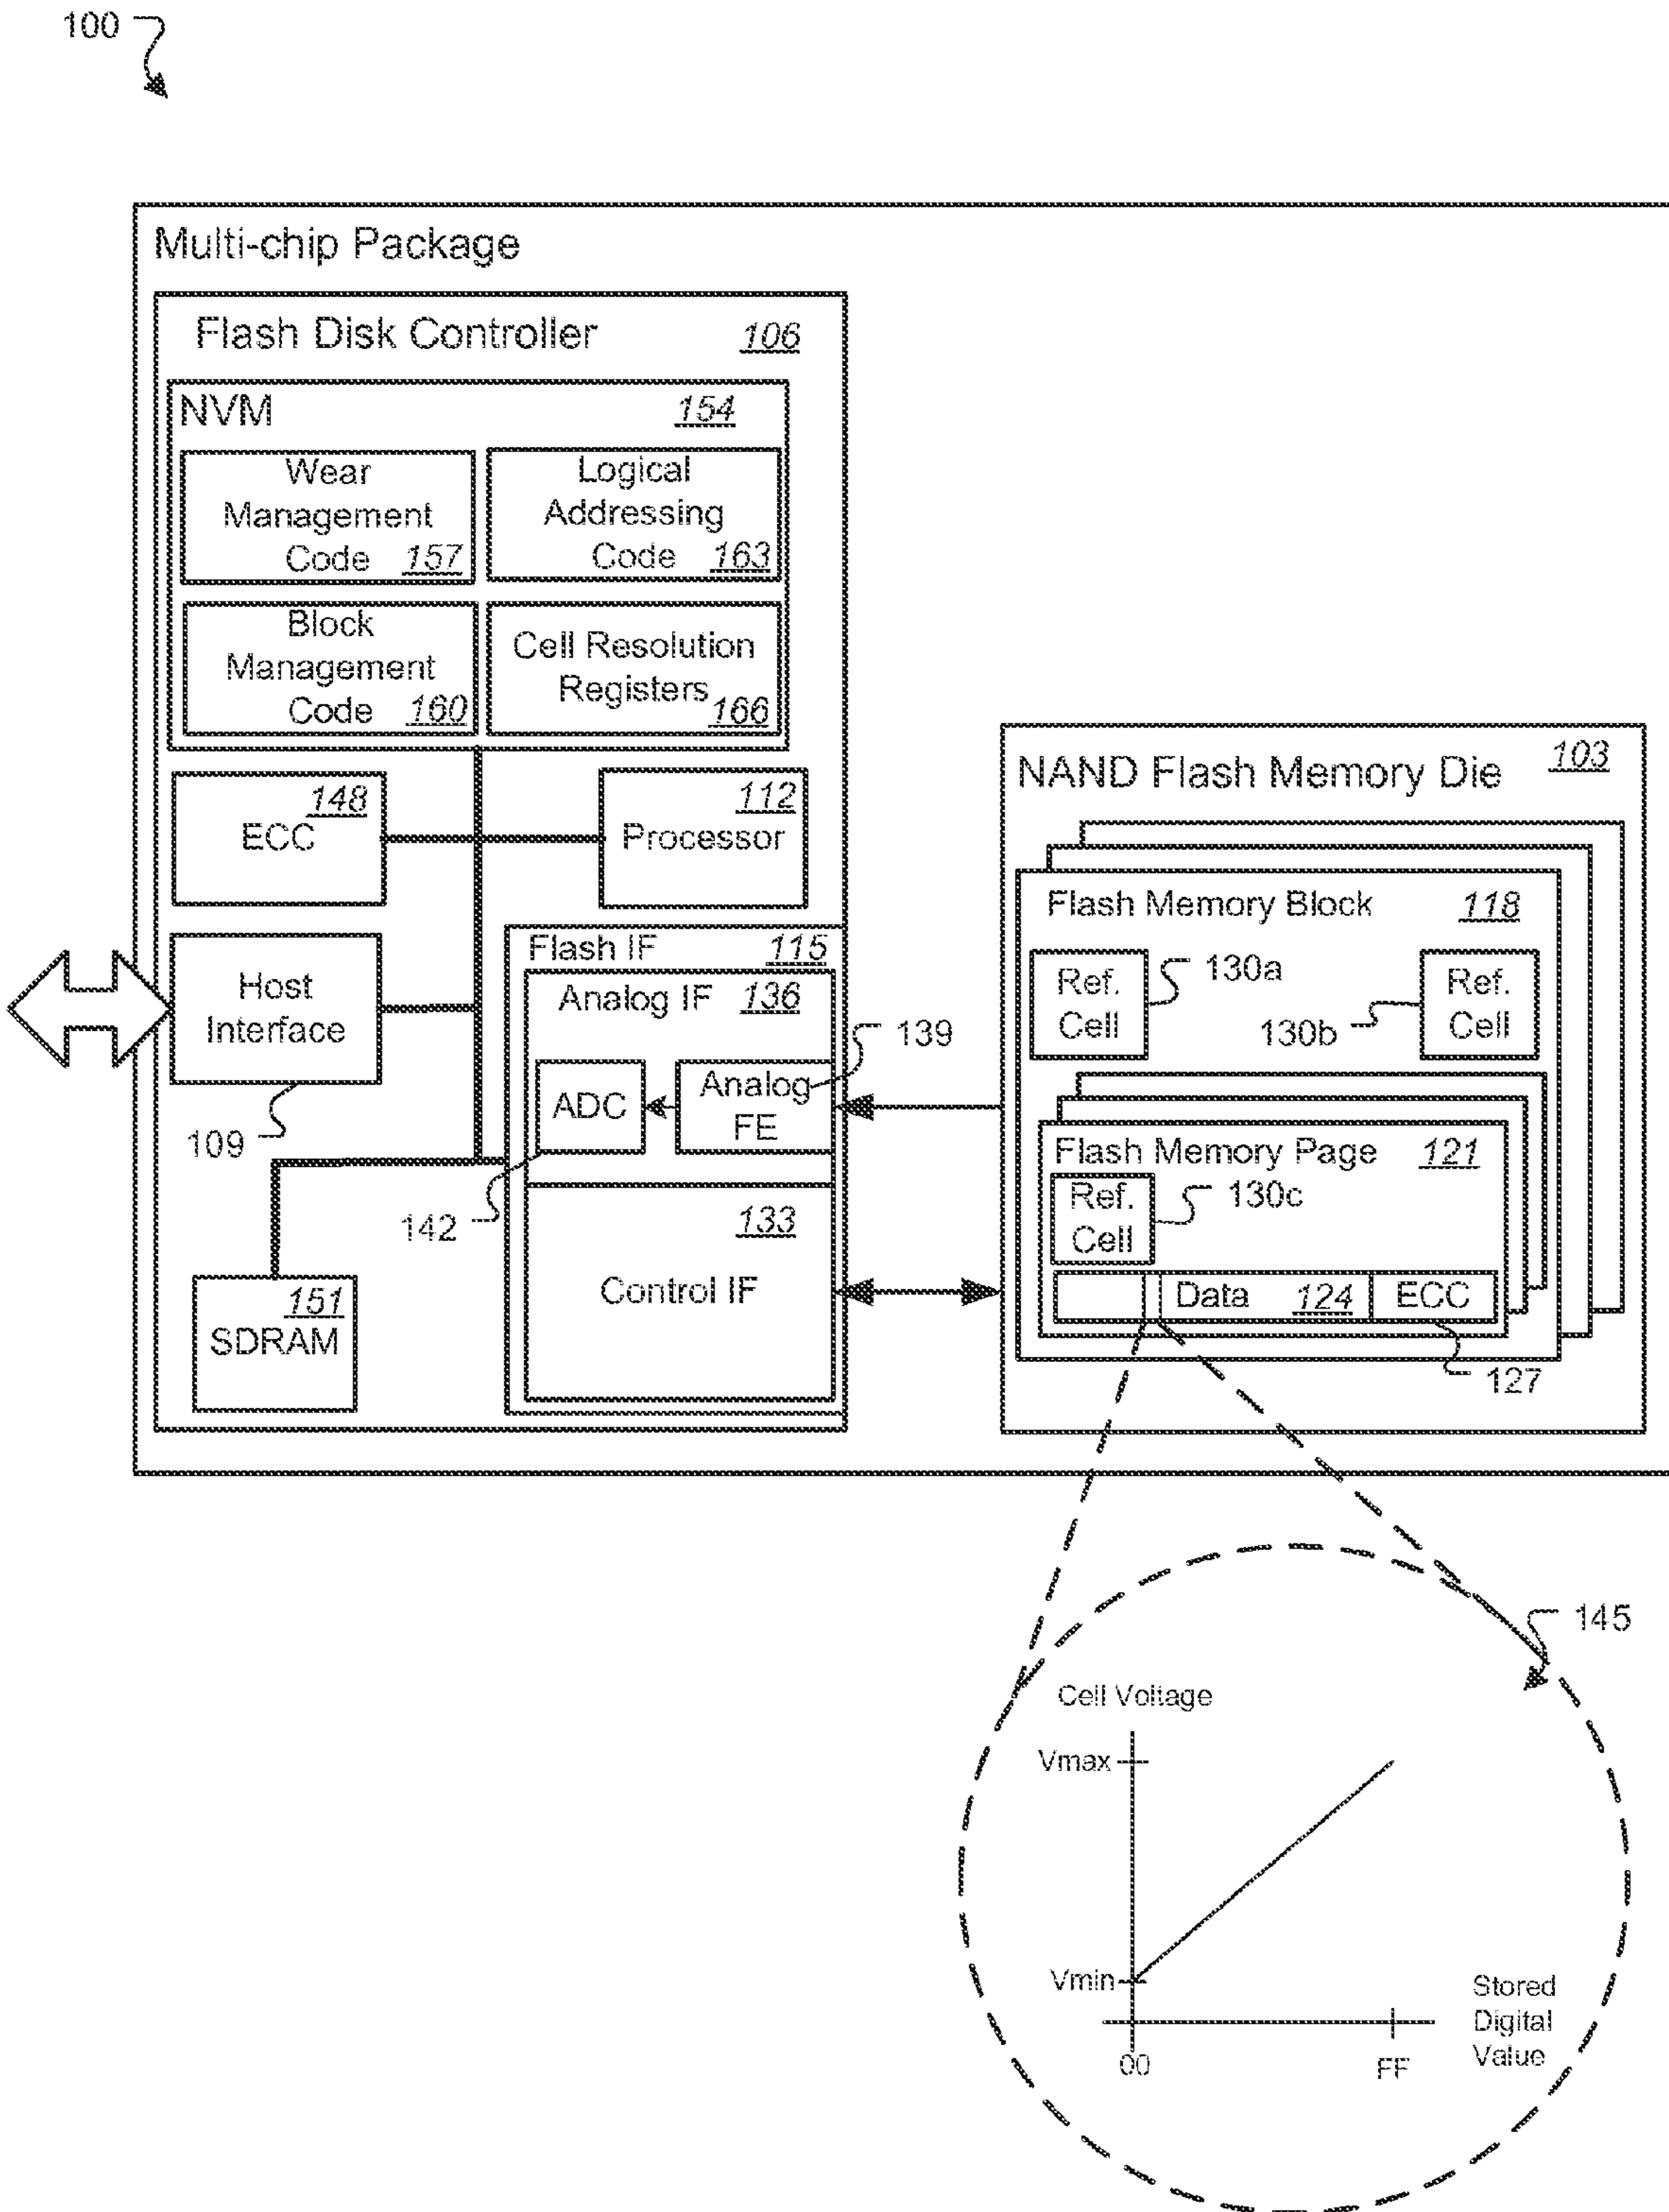 100
Multi-chip Package
Flash Disk Controller 106
NVM 154
Wear
Management
Code 157
Logical
Addressing
Code 163
Block
Management
Code 160
Cell Resolution
Registers 166
148
ECC
112
Processor
Host
Interface
109
Flash IF 115
Analog IF 136
139
ADC
Analog
FE
142
133
Control IF
151
SDRAM
NAND Flash Memory Die 103
Flash Memory Block 118
Ref.
Cell
130a
130b
Ref.
Cell
Flash Memory Page 121
Ref.
Cell
130c
Data 124 ECC
127
145
Cell Voltage
Vmax
Vmin
00
FF
Stored
Digital
Value